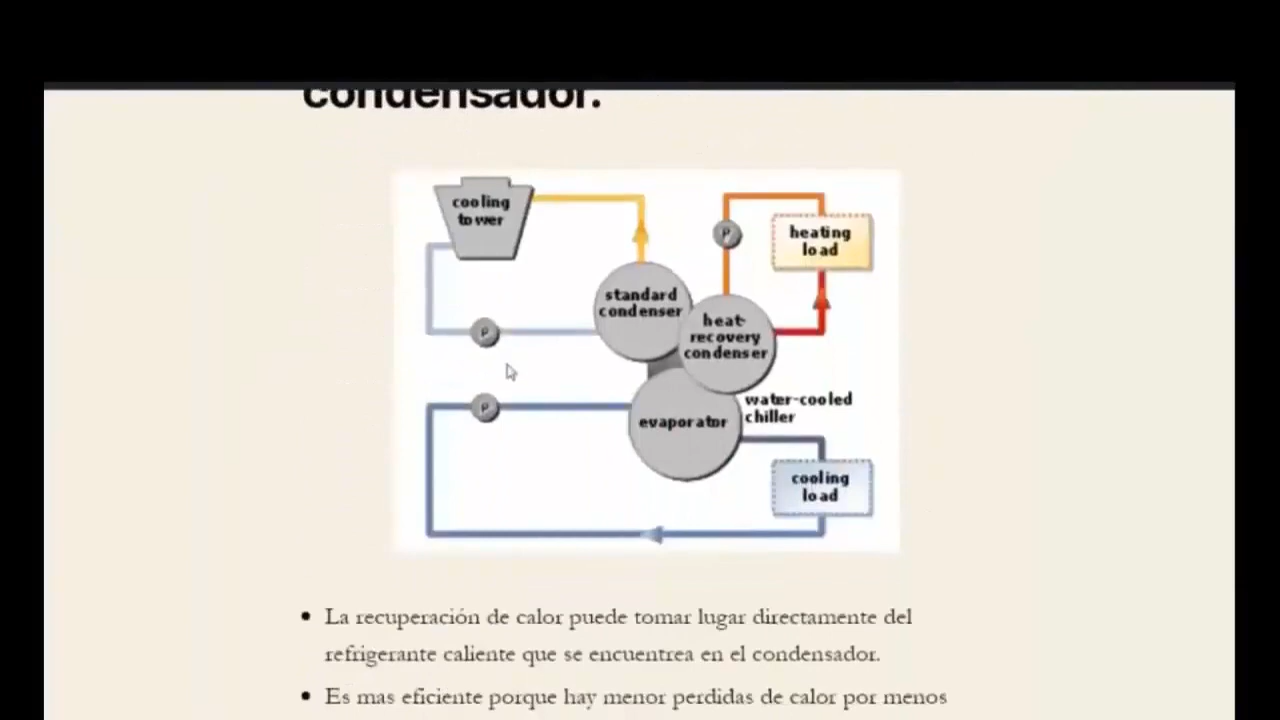 condensador.
cooling
tower
P
heating
load
standard
condenser
heat-
recovery
condenser
P
P
water-cooled
chiller
evaporator
cooling
load
La recuperación de calor puede tomar lugar directamente del
refrigerante caliente que se encuentrea en el condensador.
Es mas eficiente porque hay menor perdidas de calor por menos